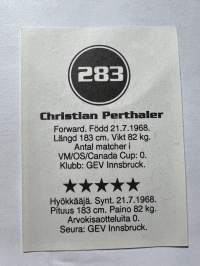 283
Christian Perthaler
Forward. Född 21.7.1968.
Längd 183 cm. Vikt 82 kg.
Antal matcher i
VM/OS/Canada Cup: 0.
Klubb: GEV Innsbruck.
Hyökkääjä. Synt. 21.7.1968.
Pituus 183 cm. Paino 82 kg.
Arvokisaotteluita 0.
Seura: GEV Innsbruck.